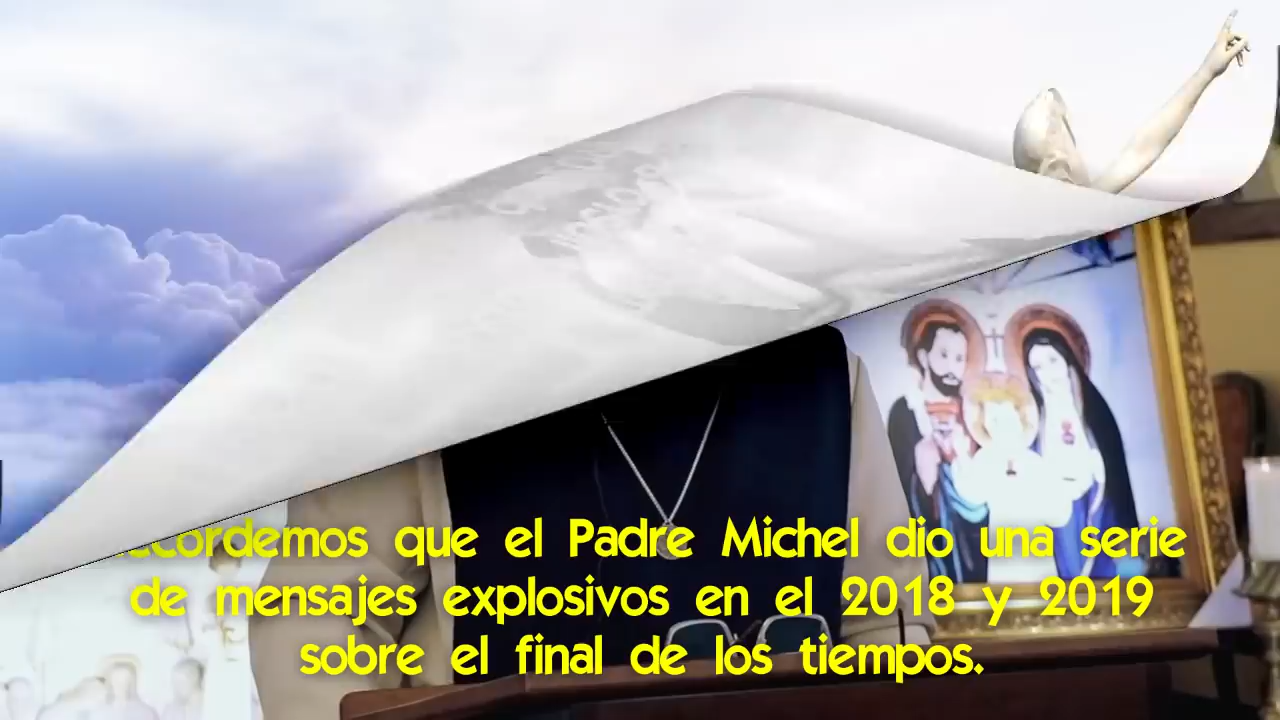 que el Padre Michel dio una serie
de mensajes explosivos en el 2018 y 2019
sobre el final de los tiempos.